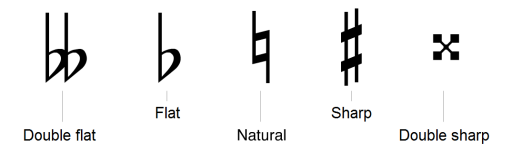 Double flat
Flat
Natural
Sharp
Double sharp